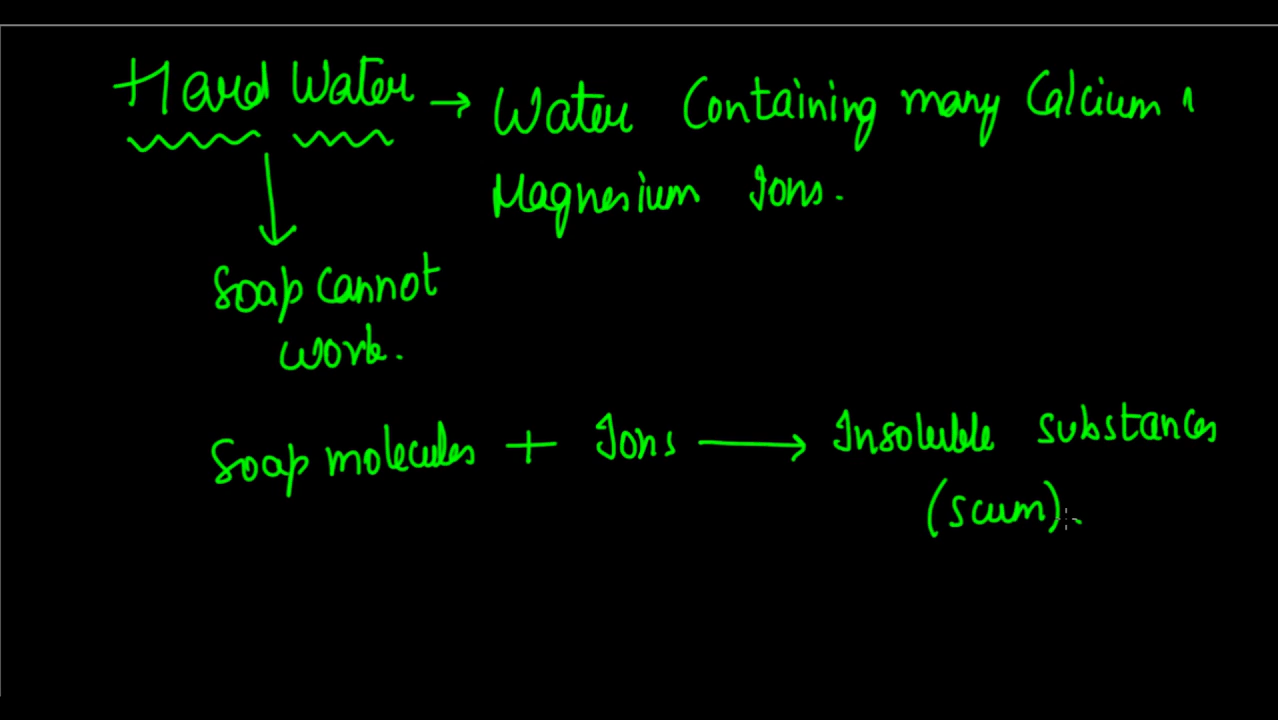 Hard Water → Water Containing many Calcium,
Magnesium Ions.
Soap cannot
work.
Soap molecules + Ions → Insoluble substances
(scum).